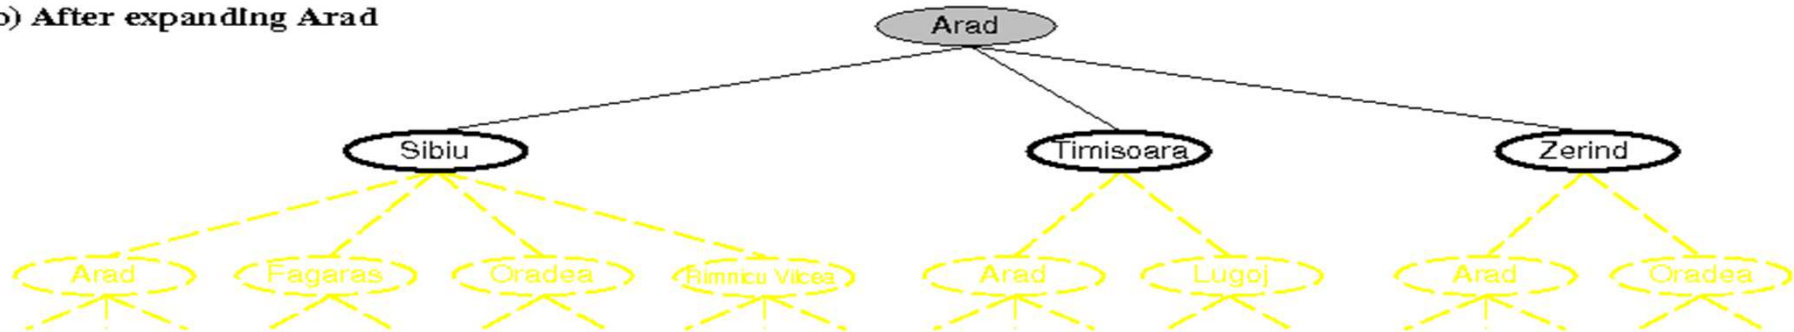 b) After expanding Arad
Arad
Sibiu
Timisoara
Zerind
Arad
Fagaras
Oradea
Rimnicu Vilcea
Arad
Lugoj
Arad
Oradea